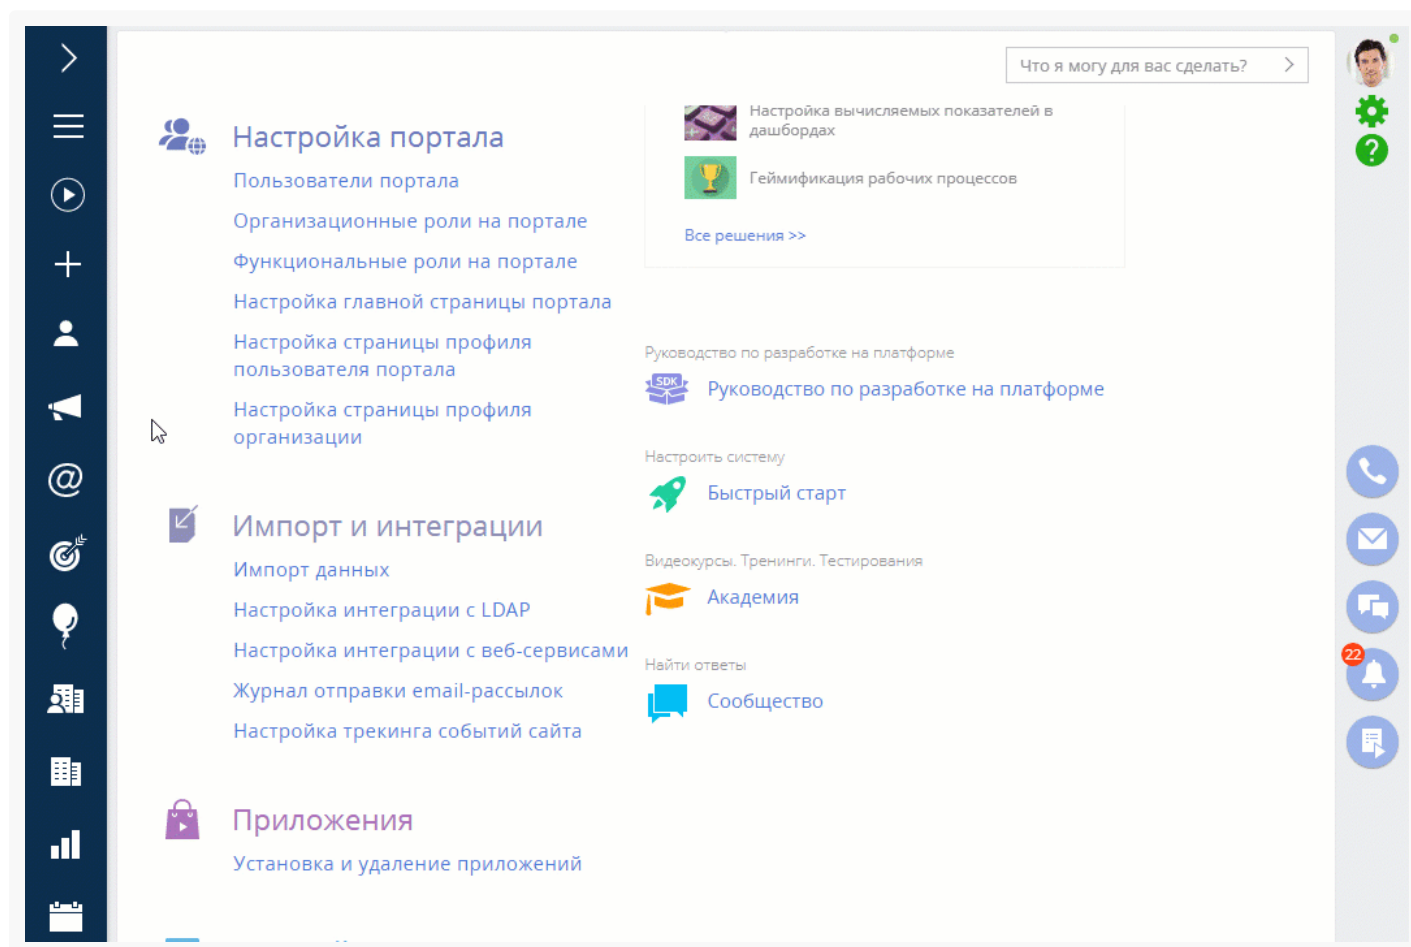 Что я могу для вас сделать?
Настройка портала
Пользователи портала
Организационные роли на портале
Функциональные роли на портале
Настройка главной страницы портала
Настройка страницы профиля
пользователя портала
Настройка страницы профиля
организации
Импорт и интеграции
Импорт данных
Настройка интеграции с LDAP
Настройка интеграции с веб-сервисами
Журнал отправки email-рассылок
Настройка трекинга событий сайта
Приложения
Установка и удаление приложений
Настройка вычисляемых показателей в
дашбордах
Геймификация рабочих процессов
Все решения >>
Руководство по разработке на платформе
SDK
Руководство по разработке на платформе
Настроить систему
Быстрый старт
Видеокурсы. Тренинги. Тестирования
Академия
Найти ответы
Сообщество
22